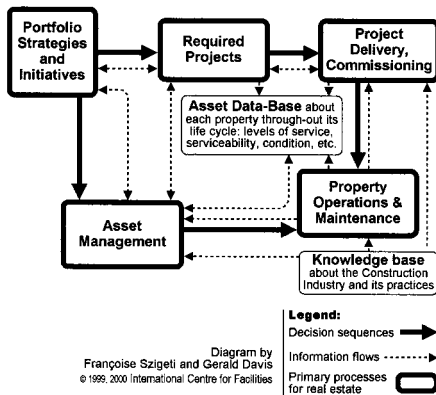 Portfolio
Strategies
and
Initiatives
Required
Projects
Project
Delivery,
Commissioning
Asset Data-Base about
each property through-out its
life cycle: levels of service,
serviceability, condition, etc.
Asset
Management
Property
Operations &
Maintenance
Knowledge base
about the Construction
Industry and its practices
Diagram by
Françoise Szigeti and Gerald Davis
© 1999, 2000 International Centre for Facilities
Legend:
Decision sequences
Information flows
Primary processes
for real estate